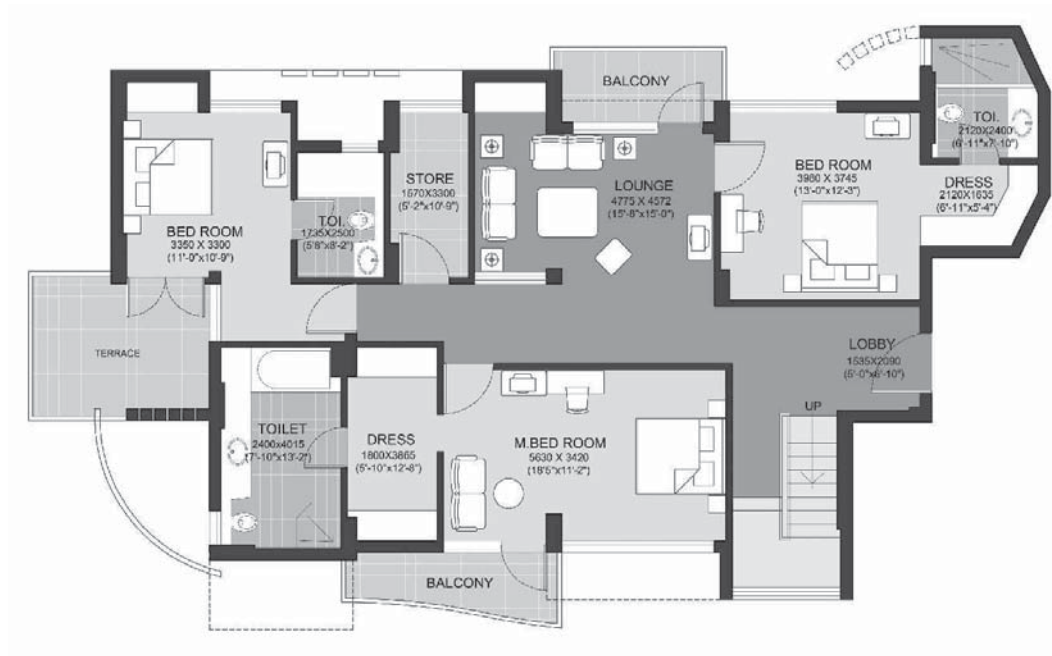 BALCONY
TOI.
2120X2400
(6'-11"x7'-10")
BED ROOM
3980 X 3745
(13'-0"x12'-3")
DRESS
2120X1635
(6'-11"x5'-4")
STORE
1570X3300
(5'-2"x10'-9")
LOUNGE
4775 X 4572
(15'-8"x15'-0")
TOI.
1735X2500
(5'8"x8'-2")
BED ROOM
3350 X 3300
(11'-0"x10'-9")
TERRACE
LOBBY
1535X2090
(5'-0"x6'-10")
UP
TOILET
2400x4015
(7'-10"x13'-2")
DRESS
1800X3865
(5'-10"x12'-8")
M.BED ROOM
5630 X 3420
(18'5"x11'-2")
BALCONY